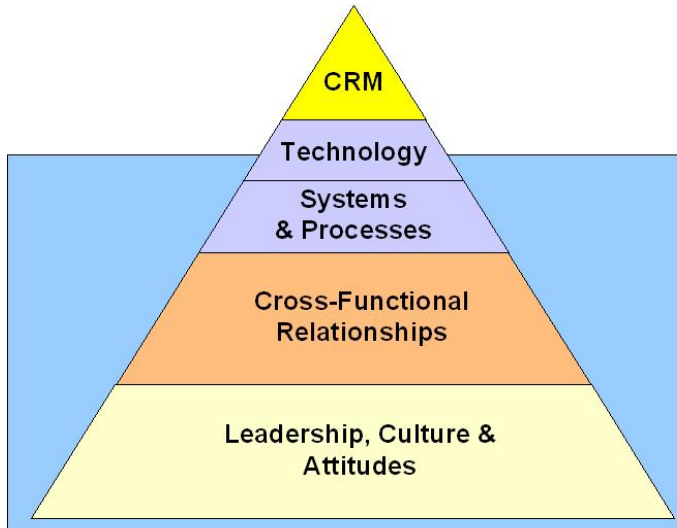 CRM
Technology
Systems
& Processes
Cross-Functional
Relationships
Leadership, Culture &
Attitudes